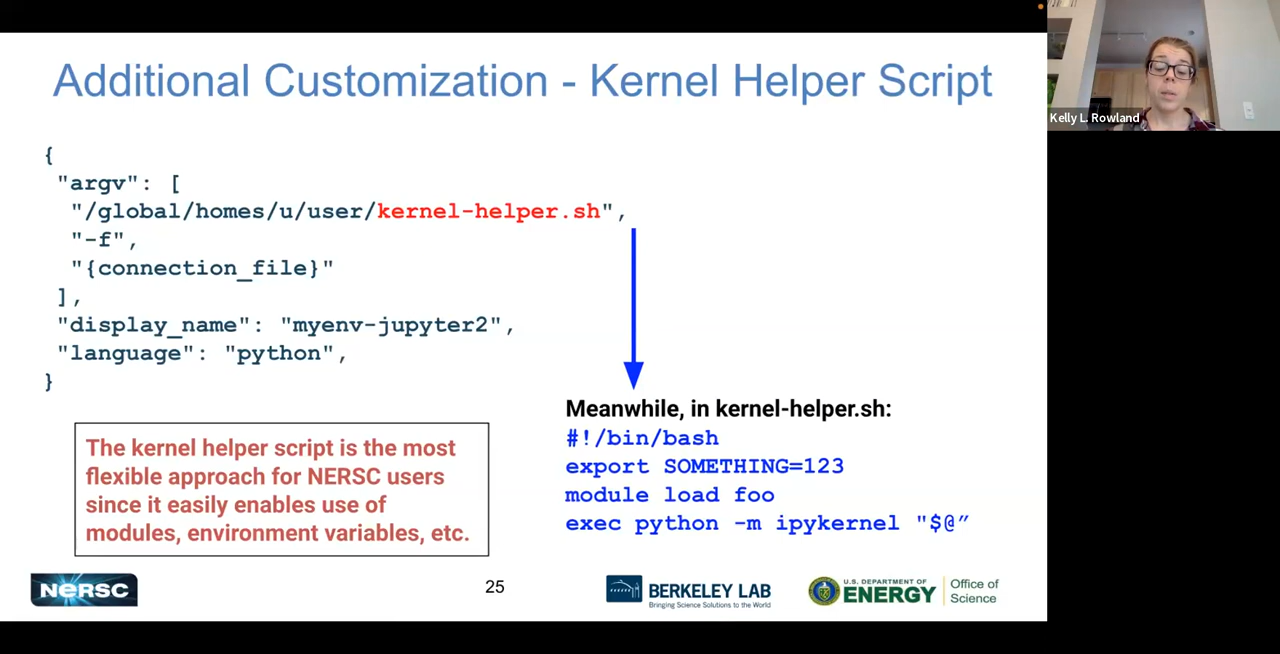 Additional Customization - Kernel Helper Script
Kelly L. Rowland
{
"argv": [
"/global/homes/u/user/kernel-helper.sh",
"-f",
"{connection_file}"
],
"display_name": "myenv-jupyter2",
"language": "python",
}
Meanwhile, in kernel-helper.sh:
#!/bin/bash
export SOMETHING=123
module load foo
exec python -m ipykernel "$@”
The kernel helper script is the most
flexible approach for NERSC users
since it easily enables use of
modules, environment variables, etc.
NERSC
25
BERKELEY LAB
Bringing Science Solutions to the World
U.S. DEPARTMENT OF
ENERGY
Office of
Science